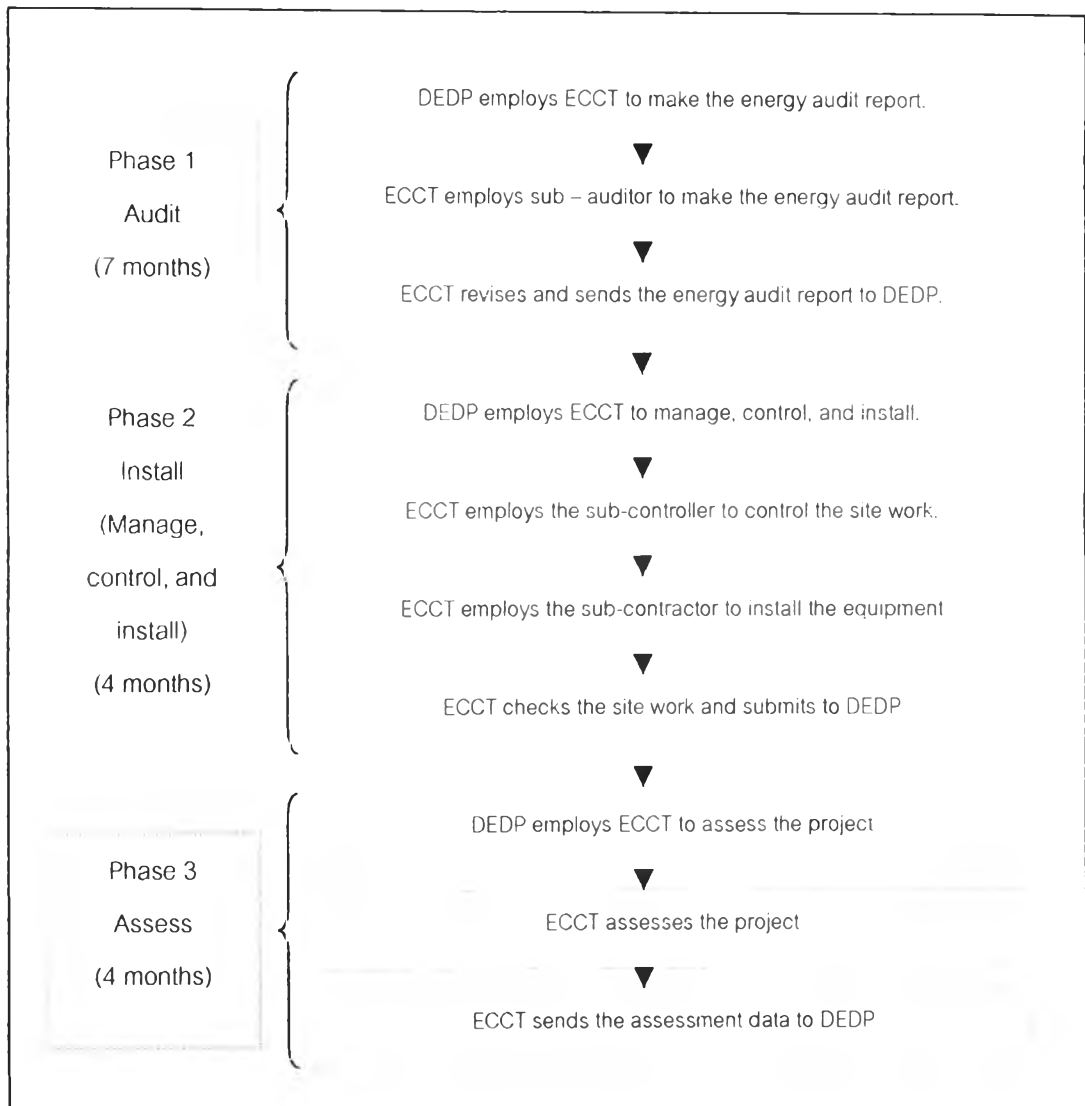 DEDP employs ECCT to make the energy audit report.
Phase 1
Audit
(7 months)
ECCT employs sub – auditor to make the energy audit report.
ECCT revises and sends the energy audit report to DEDP.
Phase 2
Install
(Manage,
control, and
install)
(4 months)
DEDP employs ECCT to manage, control, and install.
ECCT employs the sub-controller to control the site work.
ECCT employs the sub-contractor to install the equipment
ECCT checks the site work and submits to DEDP
Phase 3
Assess
(4 months)
DEDP employs ECCT to assess the project
ECCT assesses the project
ECCT sends the assessment data to DEDP